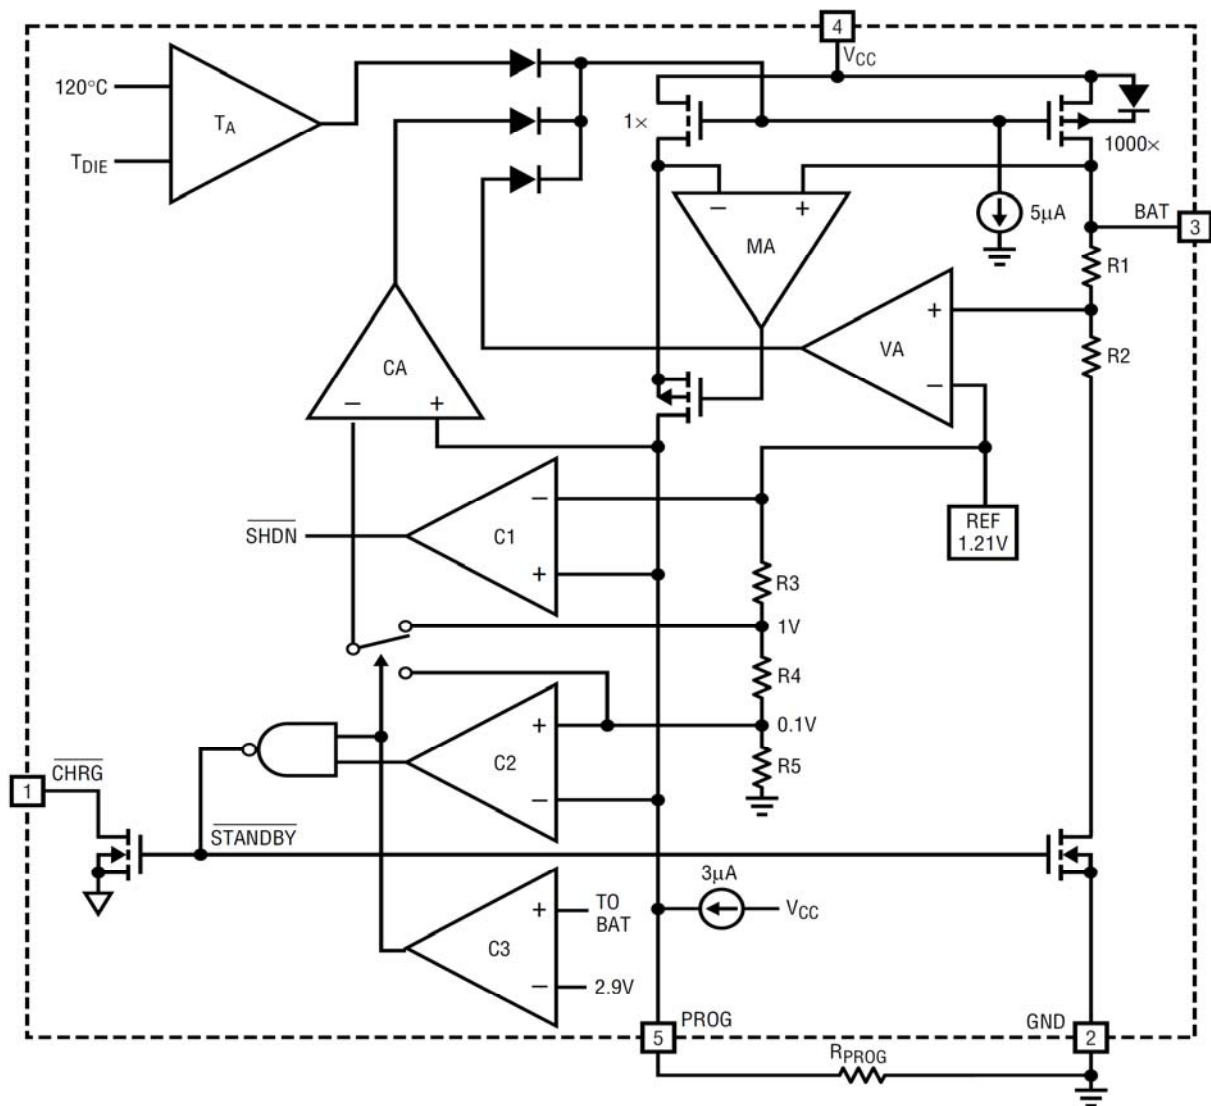 4
VCC
120°C
TA
TDIE
1×
1000×
− +
MA
5µA
BAT
3
R1
+
VA
−
R2
CA
− +
SHDN
−
C1
+
REF
1.21V
R3
1V
R4
+
0.1V
C2
R5
−
CHRG
1
STANDBY
3µA
VCC
+
TO
BAT
C3
−
2.9V
PROG
5
GND
2
RPROG